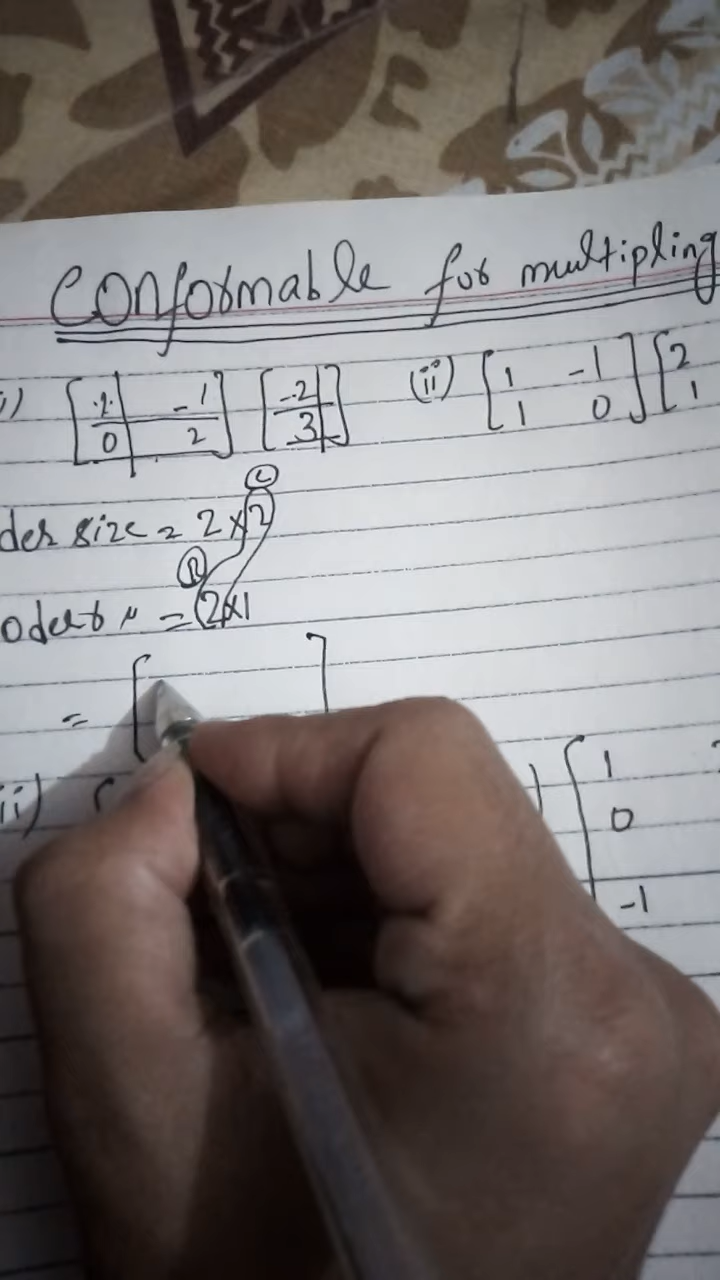 Conformable for multipling
i) [ 1 -1 0 2 ] [ -2 3 ] (ii) [ 1 -1 1 0 ] [ 2 1
der size = 2×2
C
R
oder = 2×1
= [ ]
ii) [ ) [ 1
0
-1